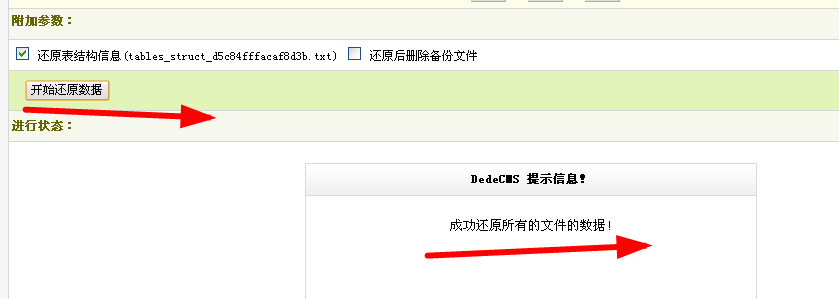 附加参数：
还原表结构信息(tables_struct_d5c84fffacaf8d3b.txt) 还原后删除备份文件
开始还原数据
进行状态：
DedeCMS 提示信息！
成功还原所有的文件的数据!